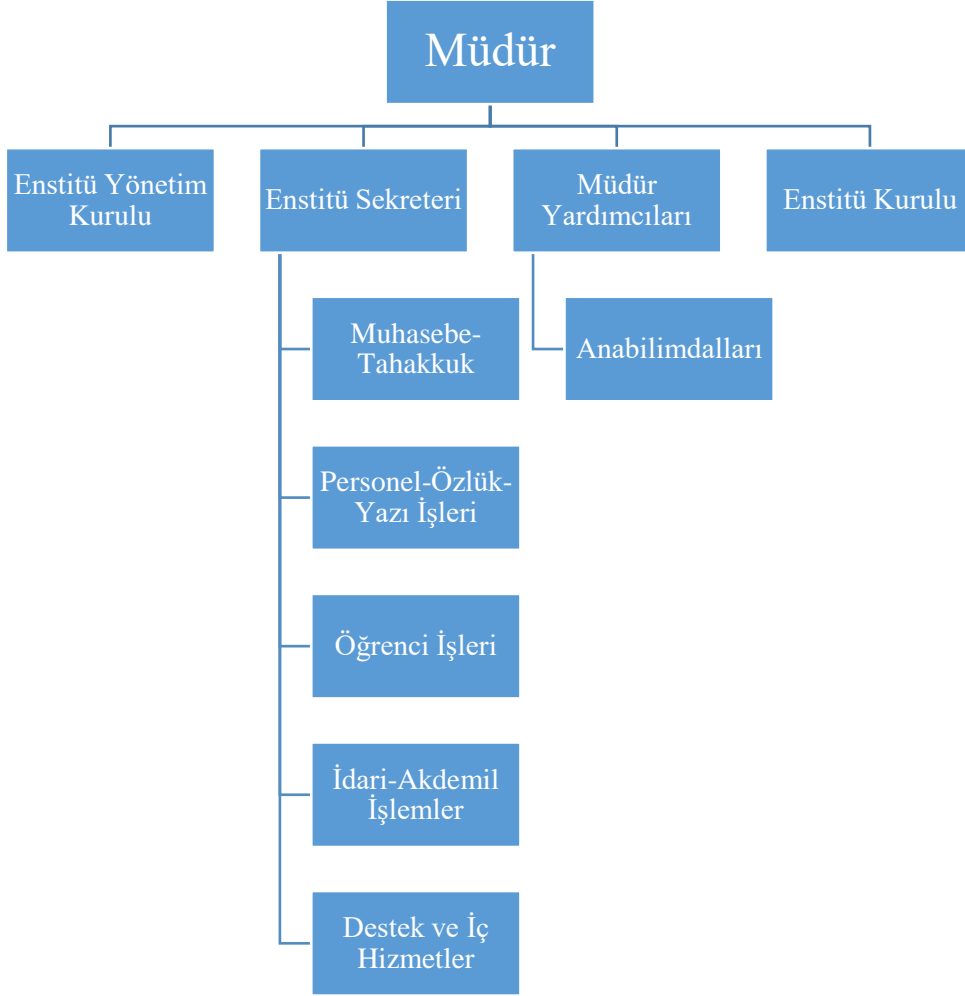 Müdür
Enstitü Yönetim
Kurulu
Enstitü Sekreteri
Müdür
Yardımcıları
Enstitü Kurulu
Muhasebe-
Tahakkuk
Anabilimdalları
Personel-Özlük-
Yazı İşleri
Öğrenci İşleri
İdari-Akdemil
İşlemler
Destek ve İç
Hizmetler